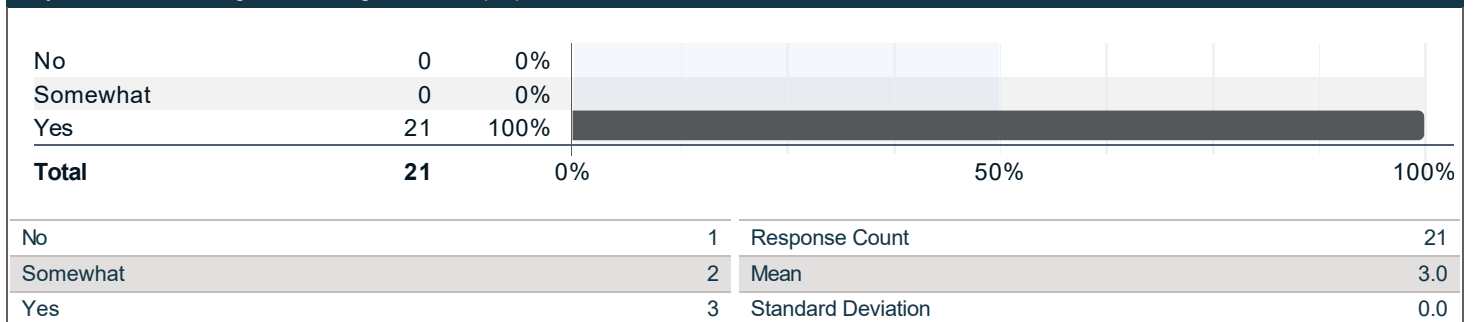 No 0 0%
Somewhat 0 0%
Yes 21 100%
Total 21 0% 50% 100%
No 1 Response Count 21
Somewhat 2 Mean 3.0
Yes 3 Standard Deviation 0.0